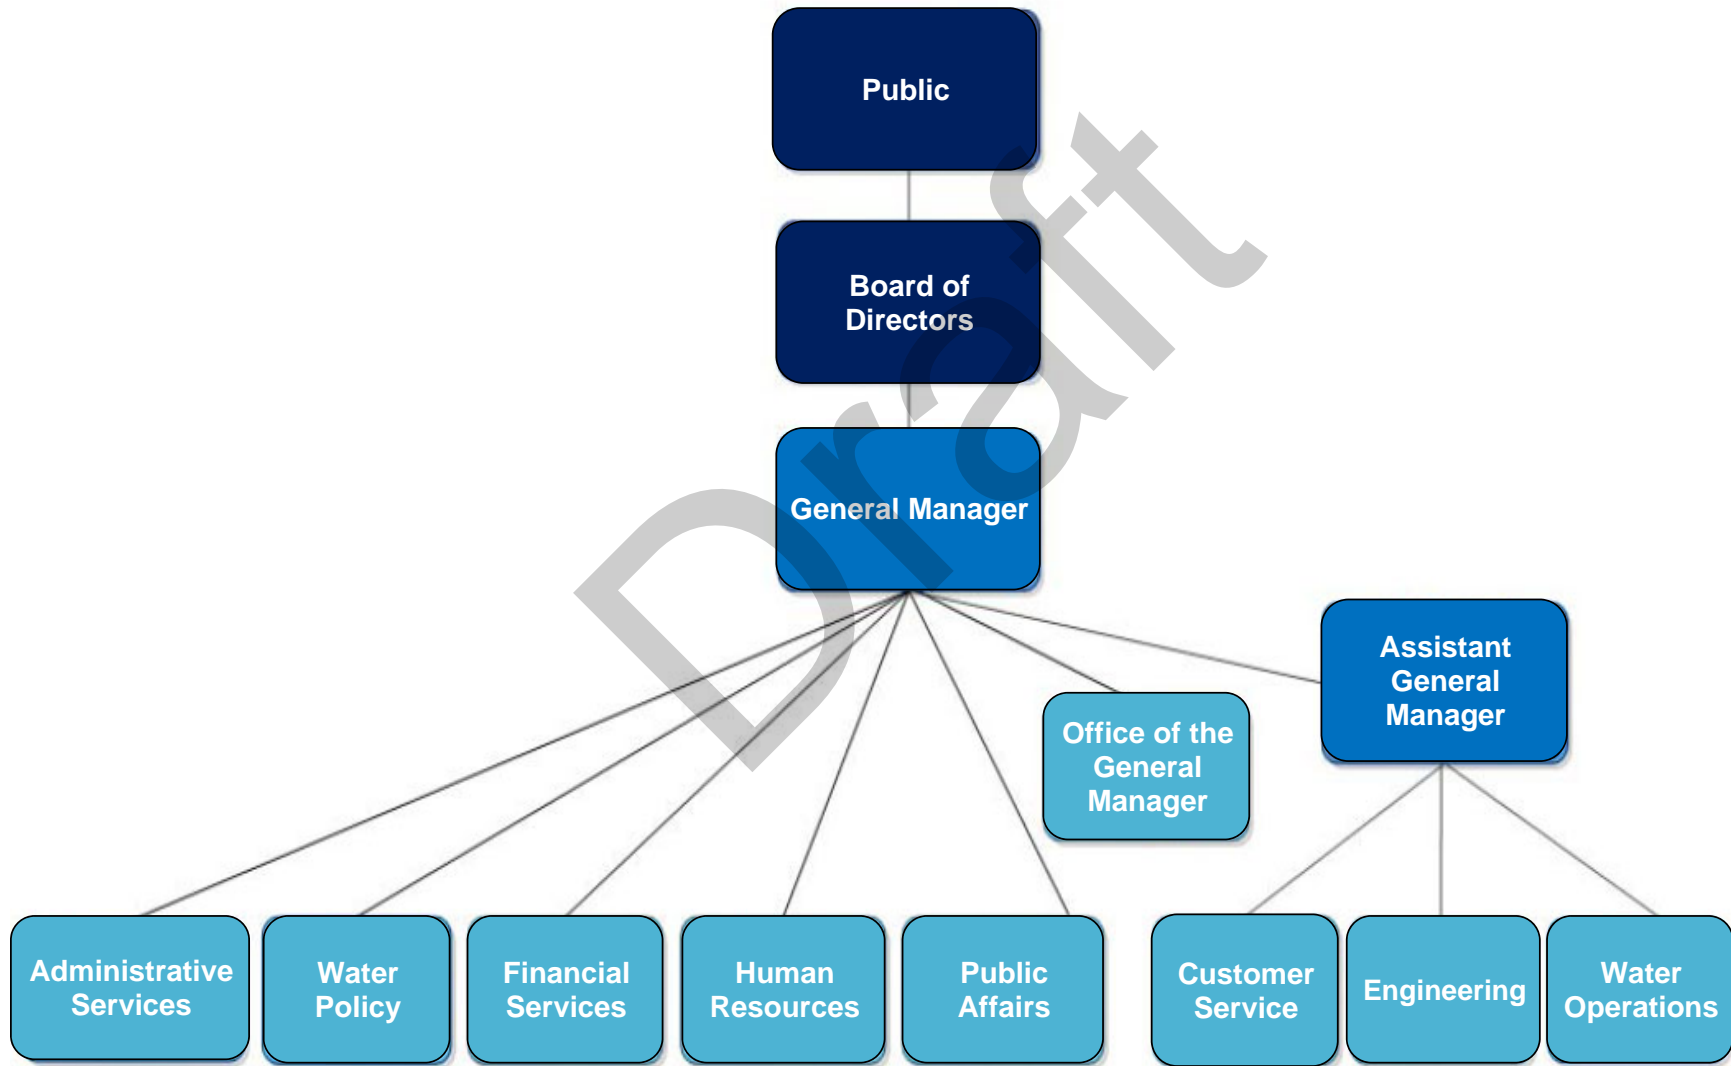 Public
Board of
Directors
General Manager
Assistant
General
Manager
Office of the
General
Manager
Administrative
Services
Water
Policy
Financial
Services
Human
Resources
Public
Affairs
Customer
Service
Engineering
Water
Operations
Draft